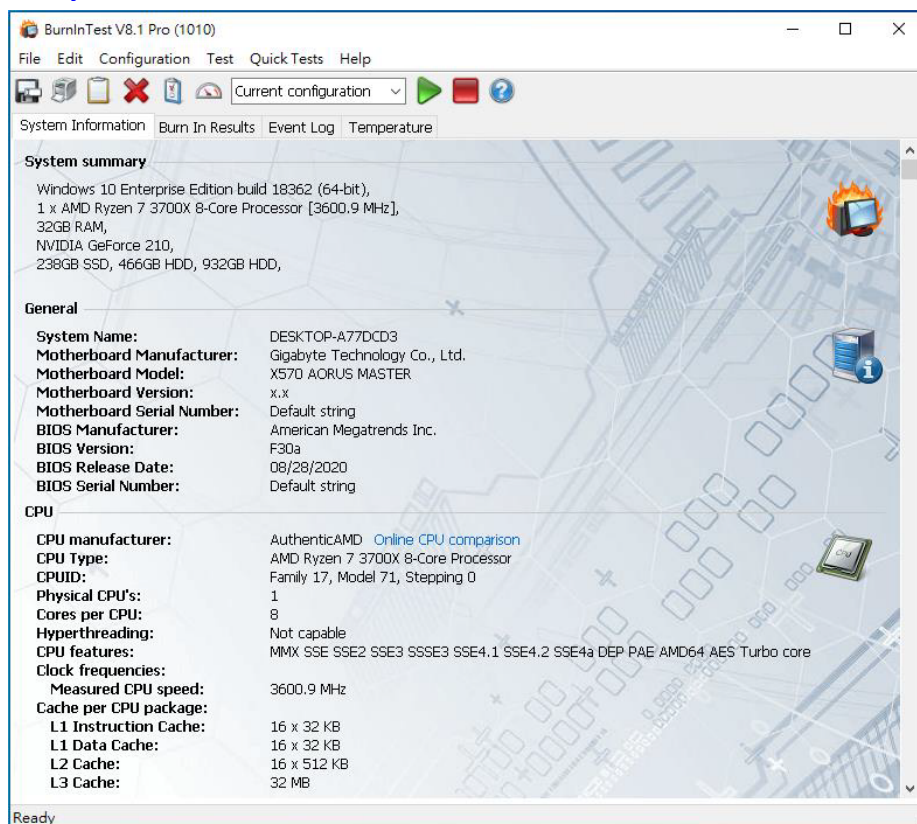 BurnInTest V8.1 Pro (1010)
File Edit Configuration Test Quick Tests Help
Current configuration
System Information Burn In Results Event Log Temperature
System summary
Windows 10 Enterprise Edition build 18362 (64-bit),
1 x AMD Ryzen 7 3700X 8-Core Processor [3600.9 MHz],
32GB RAM,
NVIDIA GeForce 210,
238GB SSD, 466GB HDD, 932GB HDD,
General
System Name: DESKTOP-A77DCD3
Motherboard Manufacturer: Gigabyte Technology Co., Ltd.
Motherboard Model: X570 AORUS MASTER
Motherboard Version: x.x
Motherboard Serial Number: Default string
BIOS Manufacturer: American Megatrends Inc.
BIOS Version: F30a
BIOS Release Date: 08/28/2020
BIOS Serial Number: Default string
CPU
CPU manufacturer: AuthenticAMD Online CPU comparison
CPU Type: AMD Ryzen 7 3700X 8-Core Processor
CPUID: Family 17, Model 71, Stepping 0
Physical CPU's: 1
Cores per CPU: 8
Hyperthreading: Not capable
CPU features: MMX SSE SSE2 SSE3 SSSE3 SSE4.1 SSE4.2 SSE4a DEP PAE AMD64 AES Turbo core
Clock frequencies:
Measured CPU speed: 3600.9 MHz
Cache per CPU package:
L1 Instruction Cache: 16 x 32 KB
L1 Data Cache: 16 x 32 KB
L2 Cache: 16 x 512 KB
L3 Cache: 32 MB
Ready